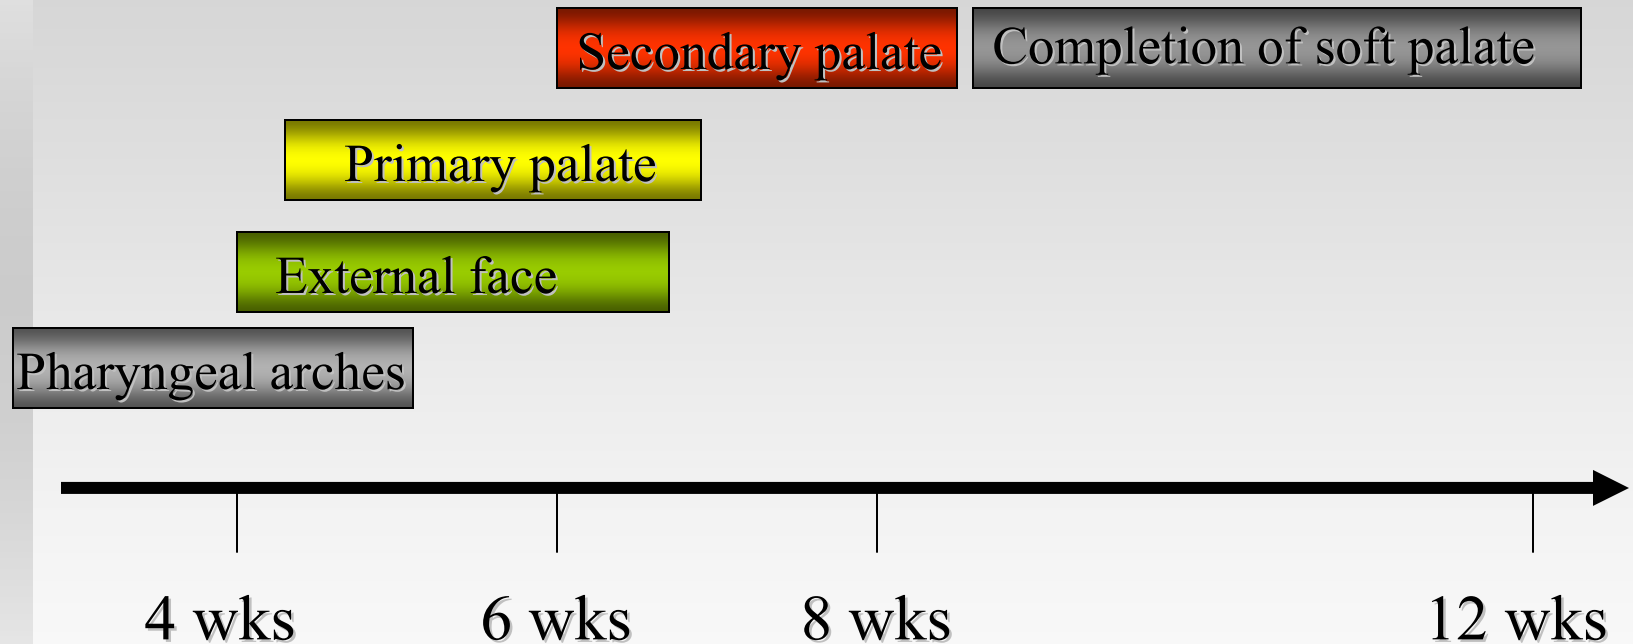 Secondary palate
Completion of soft palate
Primary palate
External face
Pharyngeal arches
4 wks
6 wks
8 wks
12 wks